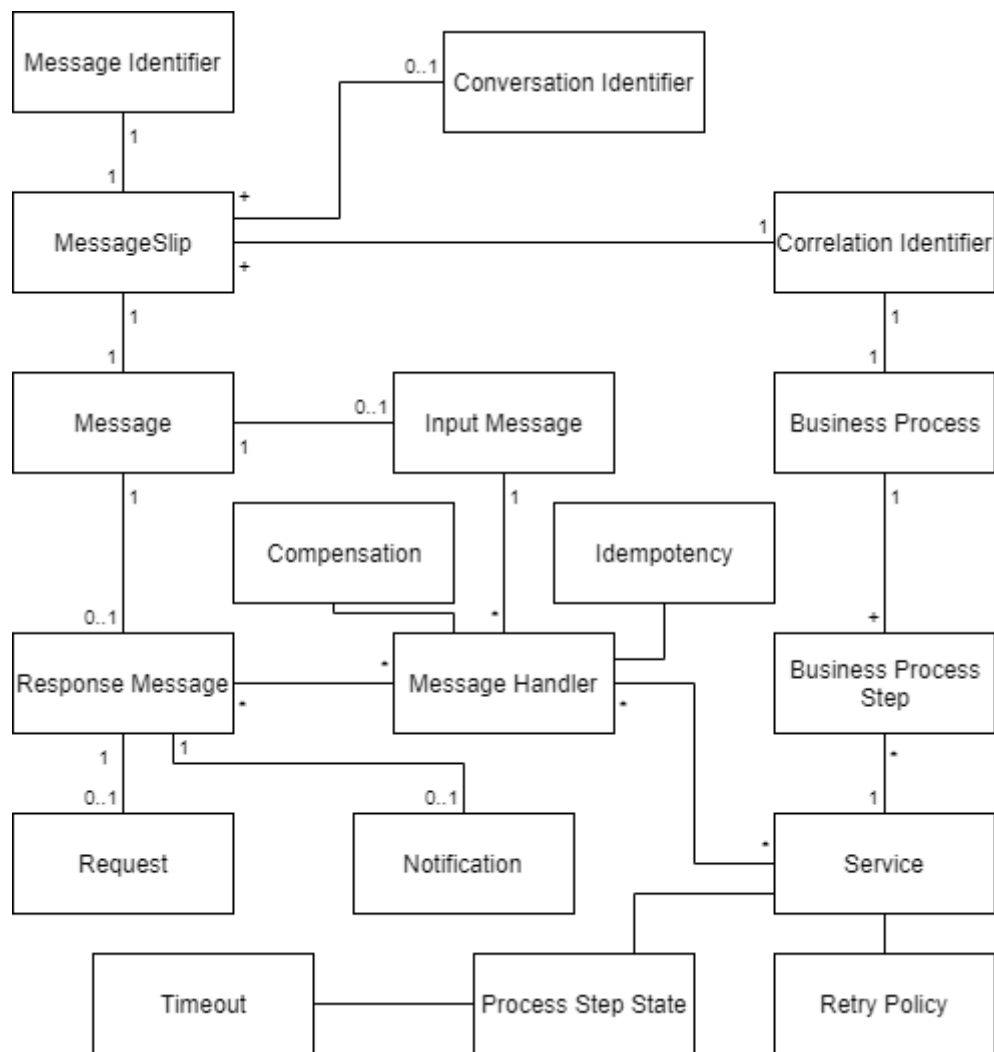 Message Identifier
0..1
Conversation Identifier
1
1
+
MessageSlip
1
Correlation Identifier
+
1
1
1
1
Message
0..1
Input Message
Business Process
1
1
1
1
Compensation
Idempotency
0..1
*
+
Response Message
*
Message Handler
Business Process
Step
*
*
1
1
*
0..1
0..1
1
Request
Notification
*
Service
Timeout
Process Step State
Retry Policy